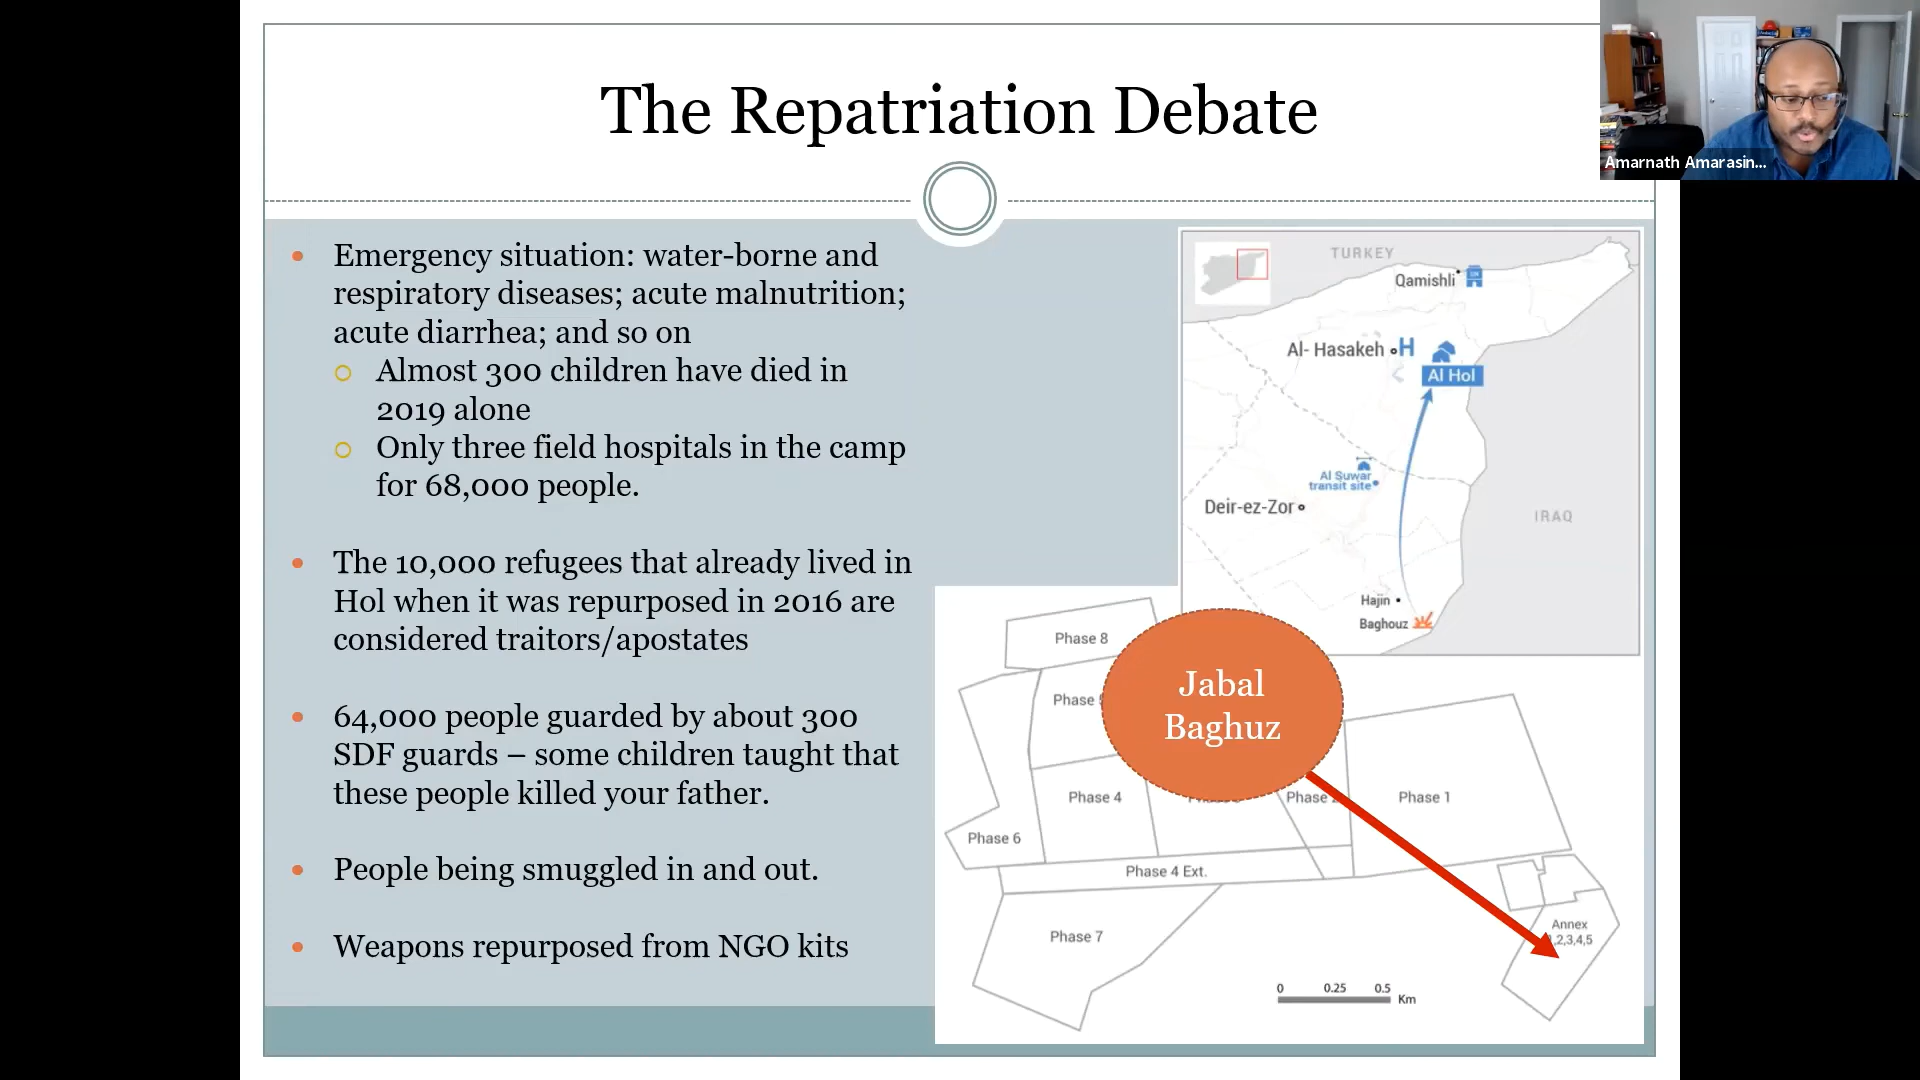 The Repatriation Debate
Amarnath Amarasin...
Emergency situation: water-borne and
respiratory diseases; acute malnutrition;
acute diarrhea; and so on
Almost 300 children have died in
2019 alone
Only three field hospitals in the camp
for 68,000 people.
The 10,000 refugees that already lived in
Hol when it was repurposed in 2016 are
considered traitors/apostates
64,000 people guarded by about 300
SDF guards – some children taught that
these people killed your father.
People being smuggled in and out.
Weapons repurposed from NGO kits
TURKEY
Qamishli
Al- Hasakeh
H
Al Hol
Al Suwar
transit site
Deir-ez-Zor
IRAQ
Hajin
Baghouz
Phase 8
Phase
Jabal
Baghuz
Phase 4
Phase
Phase 1
Phase 6
Phase 4 Ext.
Phase 7
Annex
,2,3,4,5
0 0.25 0.5
Km